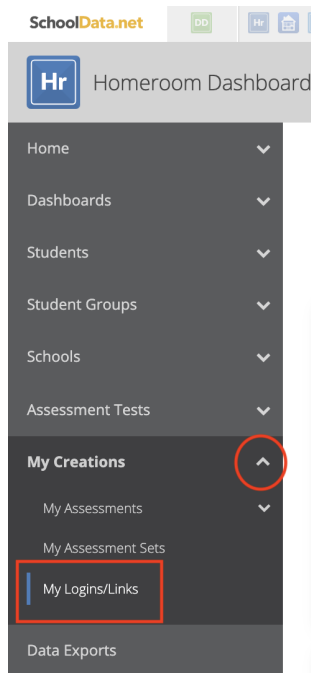 SchoolData.net DD Hr
Hr Homeroom Dashboard
Home
Dashboards
Students
Student Groups
Schools
Assessment Tests
My Creations
My Assessments
My Assessment Sets
My Logins/Links
Data Exports